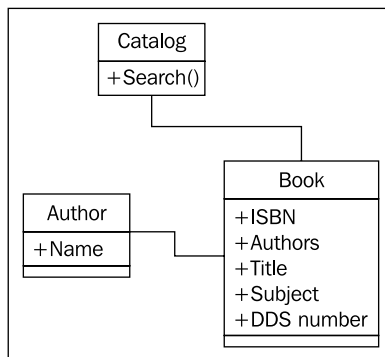 Catalog
+Search()
Author
+Name
Book
+ISBN
+Authors
+Title
+Subject
+DDS number